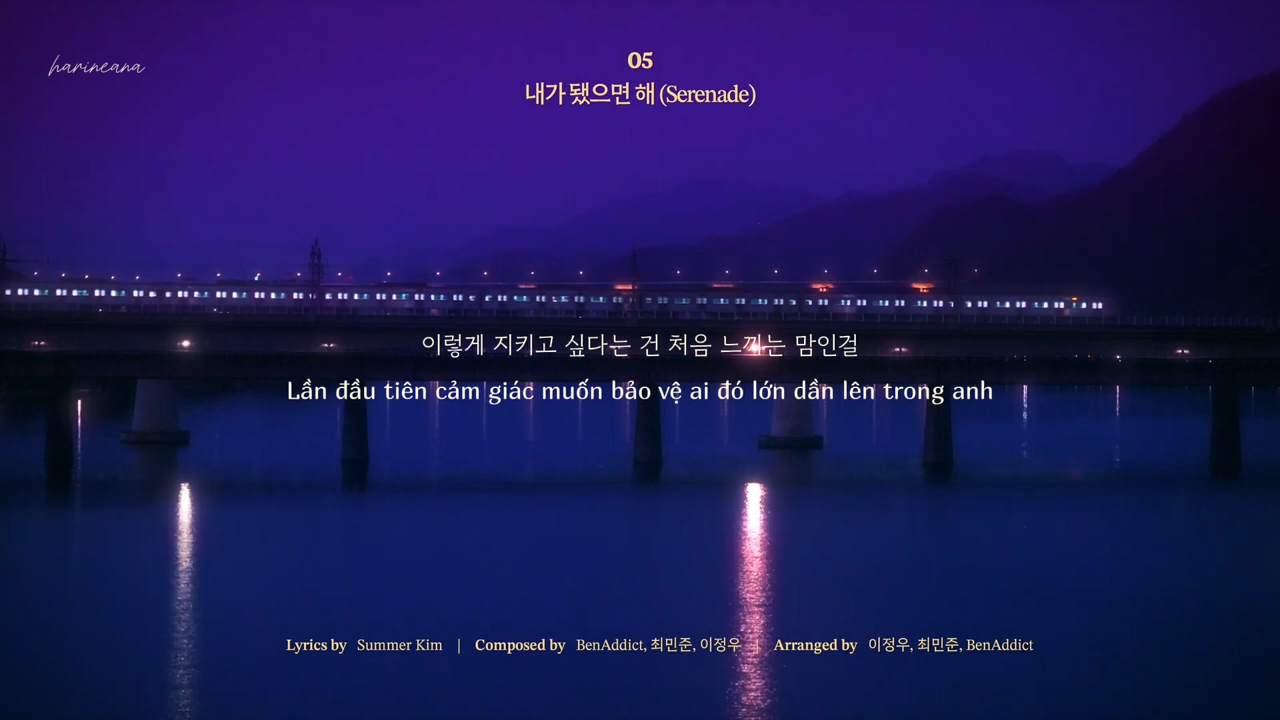 harineana
05
내가 됐으면 해 (Serenade)
이렇게 지키고 싶다는 건 처음 느끼는 맘인걸
Lần đầu tiên cảm giác muốn bảo vệ ai đó lớn dần lên trong anh
Lyrics by Summer Kim | Composed by BenAddict, 최민준, 이정우 | Arranged by 이정우, 최민준, BenAddict